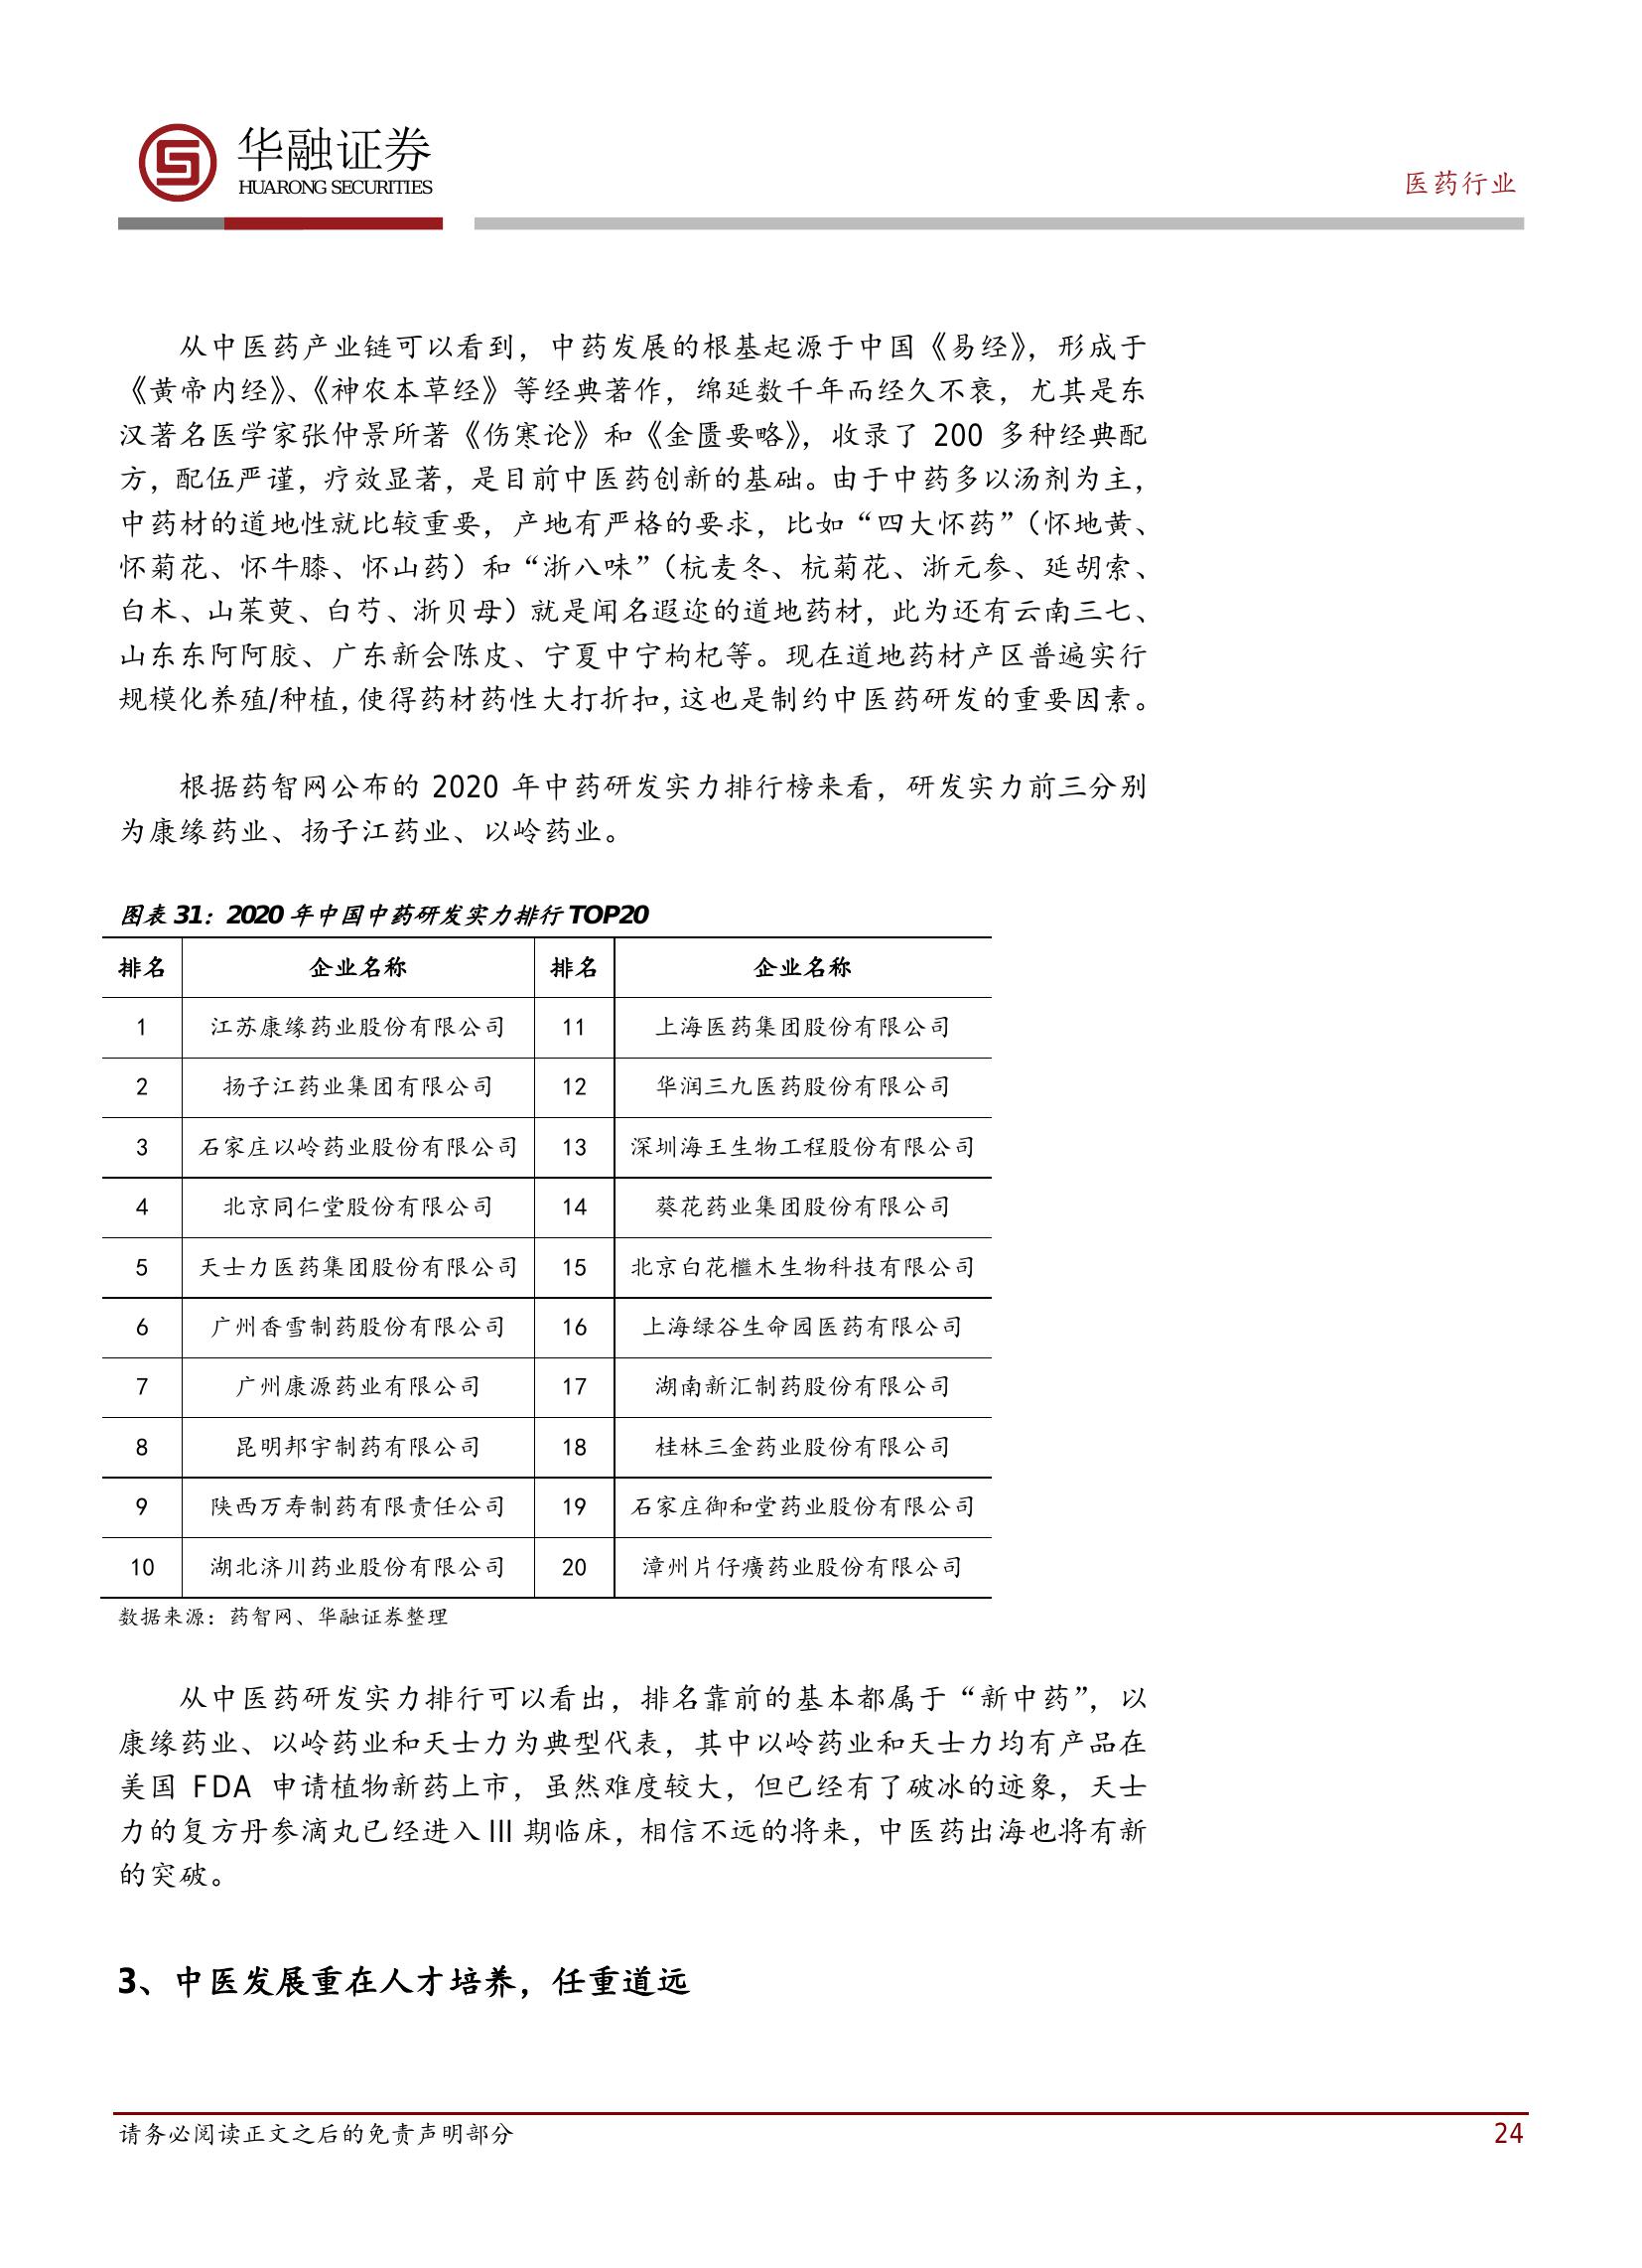 华融证券
HUARONG SECURITIES
医药行业
从中医药产业链可以看到，中药发展的根基起源于中国《易经》，形成于
《黄帝内经》、《神农本草经》等经典著作，绵延数千年而经久不衰，尤其是东
汉著名医学家张仲景所著《伤寒论》和《金匮要略》，收录了 200 多种经典配
方，配伍严谨，疗效显著，是目前中医药创新的基础。由于中药多以汤剂为主，
中药材的道地性就比较重要，产地有严格的要求，比如“四大怀药”（怀地黄、
怀菊花、怀牛膝、怀山药）和“浙八味”（杭麦冬、杭菊花、浙元参、延胡索、
白术、山茱萸、白芍、浙贝母）就是闻名遐迩的道地药材，此为还有云南三七、
山东东阿阿胶、广东新会陈皮、宁夏中宁枸杞等。现在道地药材产区普遍实行
规模化养殖/种植，使得药材药性大打折扣，这也是制约中医药研发的重要因素。
根据药智网公布的 2020 年中药研发实力排行榜来看，研发实力前三分别
为康缘药业、扬子江药业、以岭药业。
图表 31：2020 年中国中药研发实力排行 TOP20
排名 企业名称 排名 企业名称
1 江苏康缘药业股份有限公司 11 上海医药集团股份有限公司
2 扬子江药业集团有限公司 12 华润三九医药股份有限公司
3 石家庄以岭药业股份有限公司 13 深圳海王生物工程股份有限公司
4 北京同仁堂股份有限公司 14 葵花药业集团股份有限公司
5 天士力医药集团股份有限公司 15 北京白花檵木生物科技有限公司
6 广州香雪制药股份有限公司 16 上海绿谷生命园医药有限公司
7 广州康源药业有限公司 17 湖南新汇制药股份有限公司
8 昆明邦宇制药有限公司 18 桂林三金药业股份有限公司
9 陕西万寿制药有限责任公司 19 石家庄御和堂药业股份有限公司
10 湖北济川药业股份有限公司 20 漳州片仔癀药业股份有限公司
数据来源：药智网、华融证券整理
从中医药研发实力排行可以看出，排名靠前的基本都属于“新中药”，以
康缘药业、以岭药业和天士力为典型代表，其中以岭药业和天士力均有产品在
美国 FDA 申请植物新药上市，虽然难度较大，但已经有了破冰的迹象，天士
力的复方丹参滴丸已经进入 III 期临床，相信不远的将来，中医药出海也将有新
的突破。
3、中医发展重在人才培养，任重道远
请务必阅读正文之后的免责声明部分
24